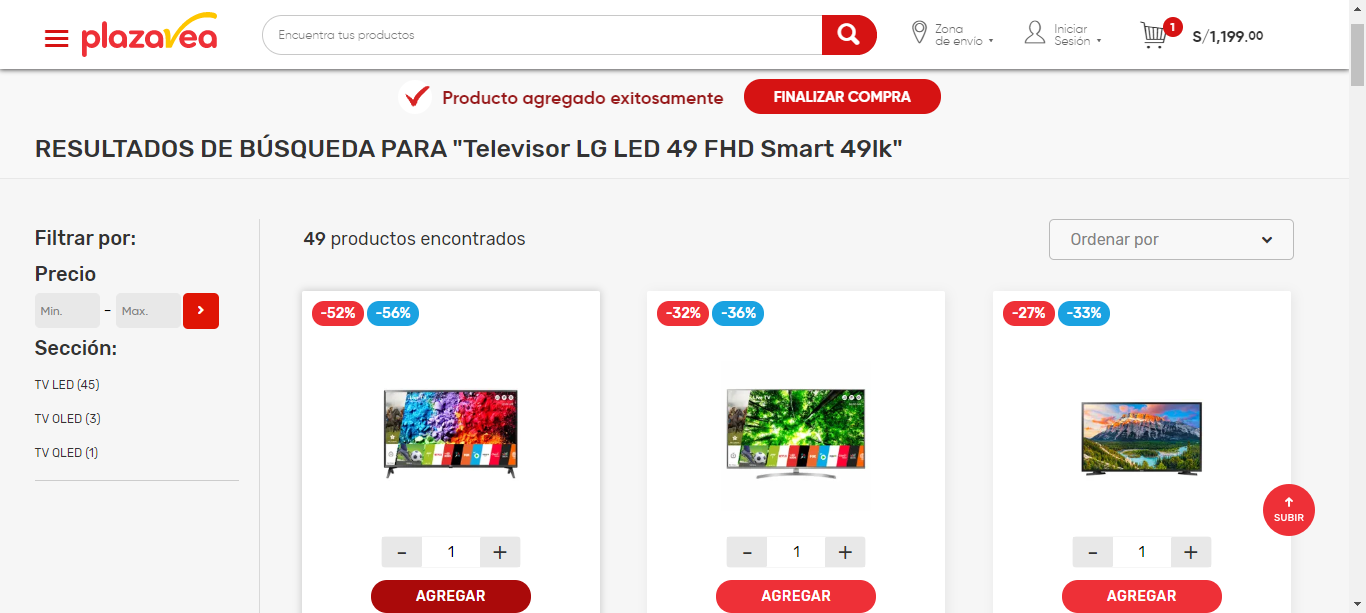 plazavea
Encuentra tus productos
Zona
de envío
Iniciar
Sesión
1
S/1,199.00
Producto agregado exitosamente
FINALIZAR COMPRA
RESULTADOS DE BÚSQUEDA PARA "Televisor LG LED 49 FHD Smart 49lk"
Filtrar por:
Precio
Min. – Max.
Sección:
TV LED (45)
TV OLED (3)
TV QLED (1)
49 productos encontrados
Ordenar por
-52% -56%
- 1 +
AGREGAR
-32% -36%
- 1 +
AGREGAR
-27% -33%
- 1 +
AGREGAR
SUBIR